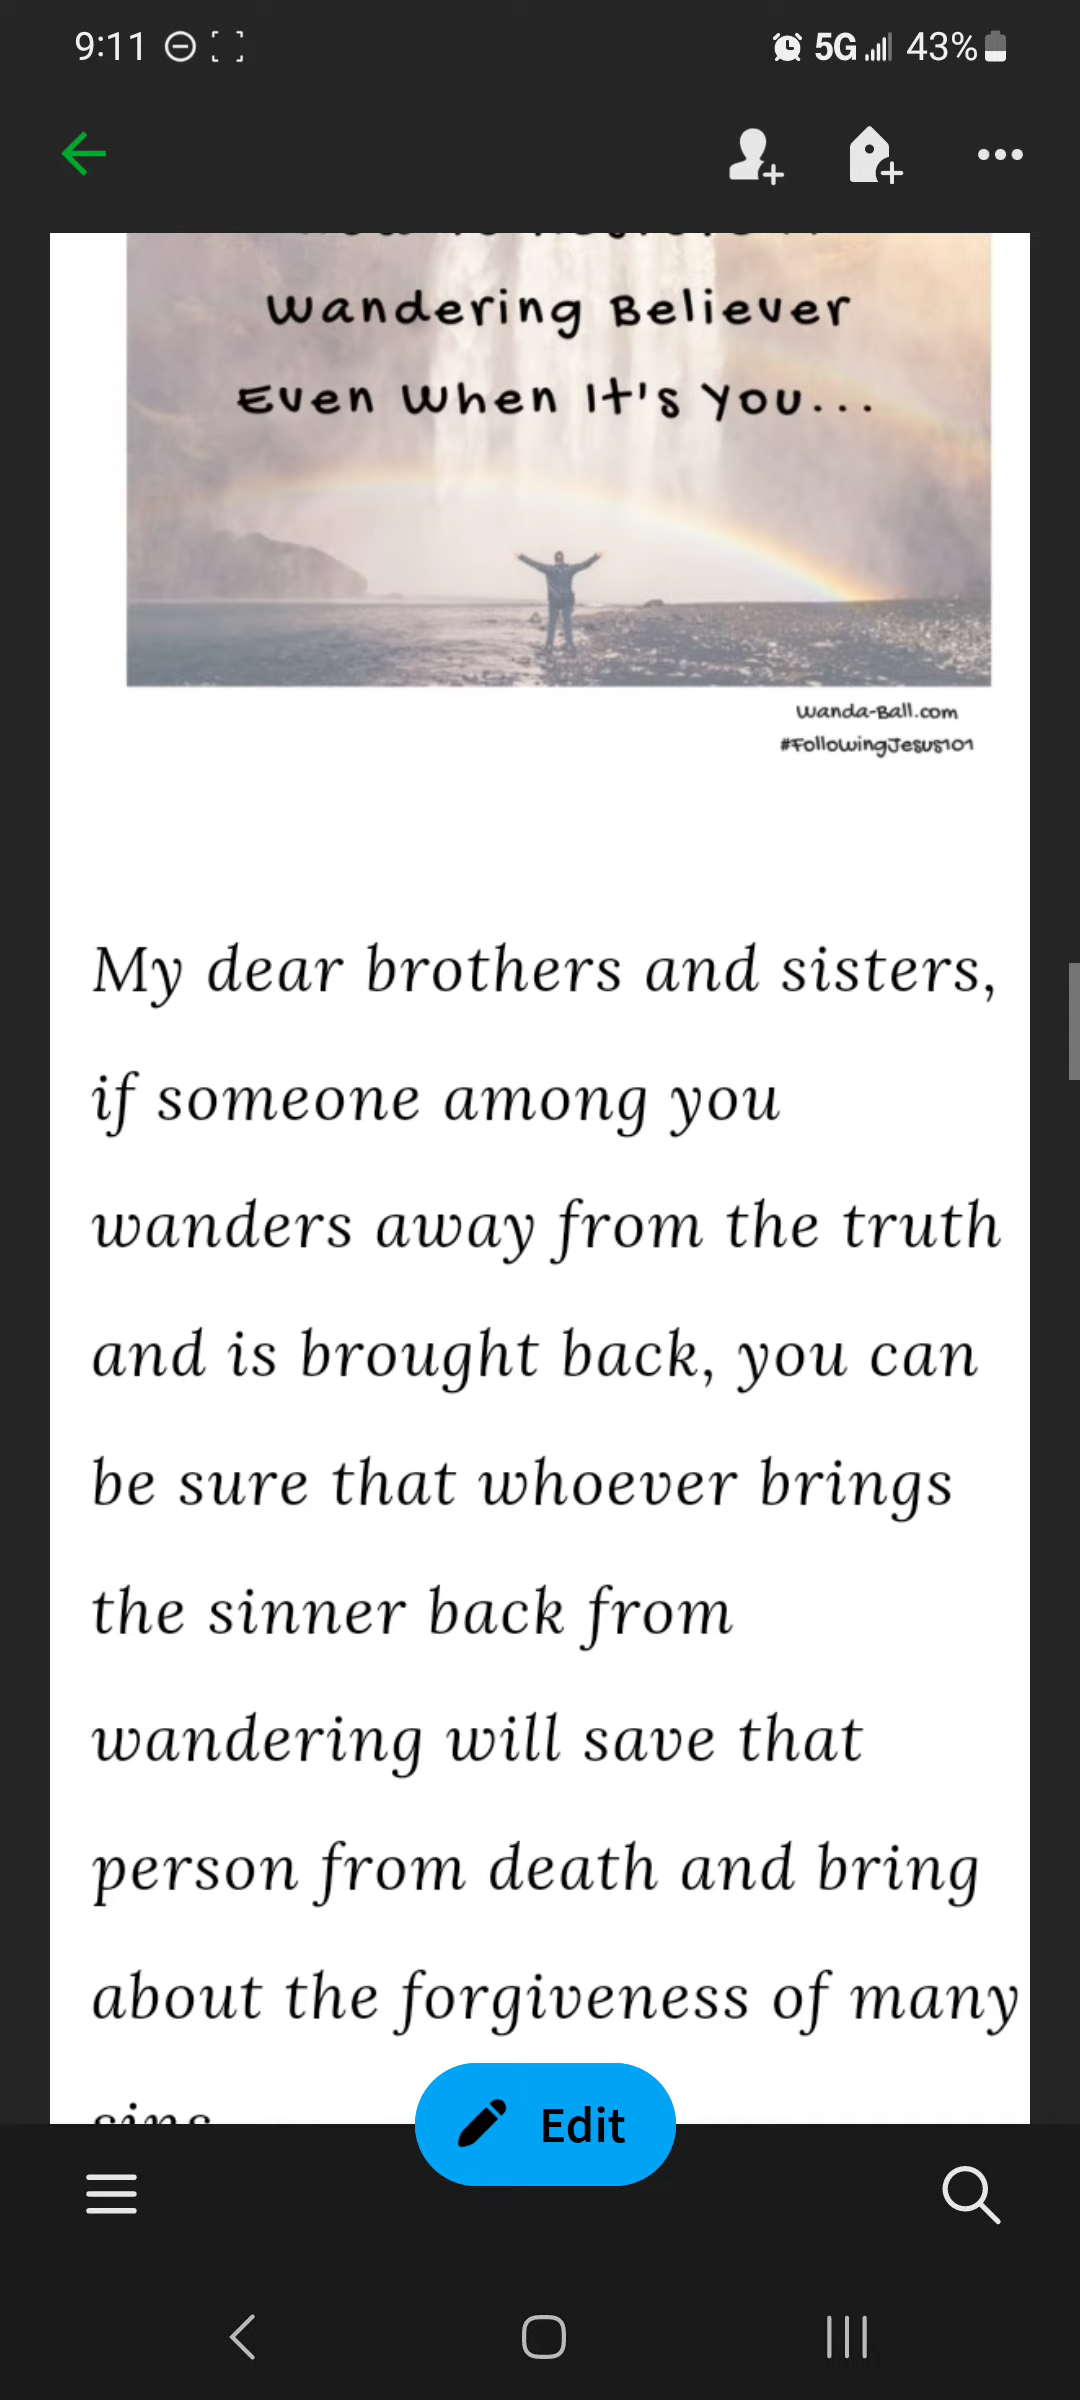 9:11
5G 43%
Wandering Believer
Even When It's You...
Wanda-Ball.com
#FollowingJesus101
My dear brothers and sisters,
if someone among you
wanders away from the truth
and is brought back, you can
be sure that whoever brings
the sinner back from
wandering will save that
person from death and bring
about the forgiveness of many
Edit